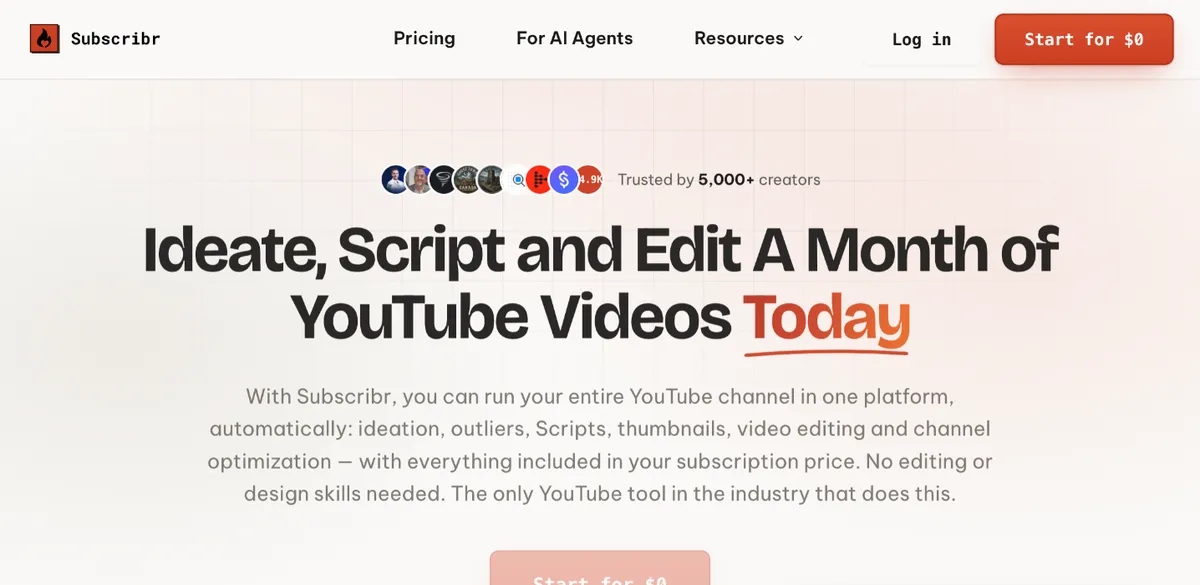 Subscribr
Pricing
For AI Agents
Resources
Log in
Start for $0
4.9K
Trusted by 5,000+ creators
Ideate, Script and Edit A Month of
YouTube Videos Today
With Subscribr, you can run your entire YouTube channel in one platform,
automatically: ideation, outliers, Scripts, thumbnails, video editing and channel
optimization — with everything included in your subscription price. No editing or
design skills needed. The only YouTube tool in the industry that does this.
Start for $0